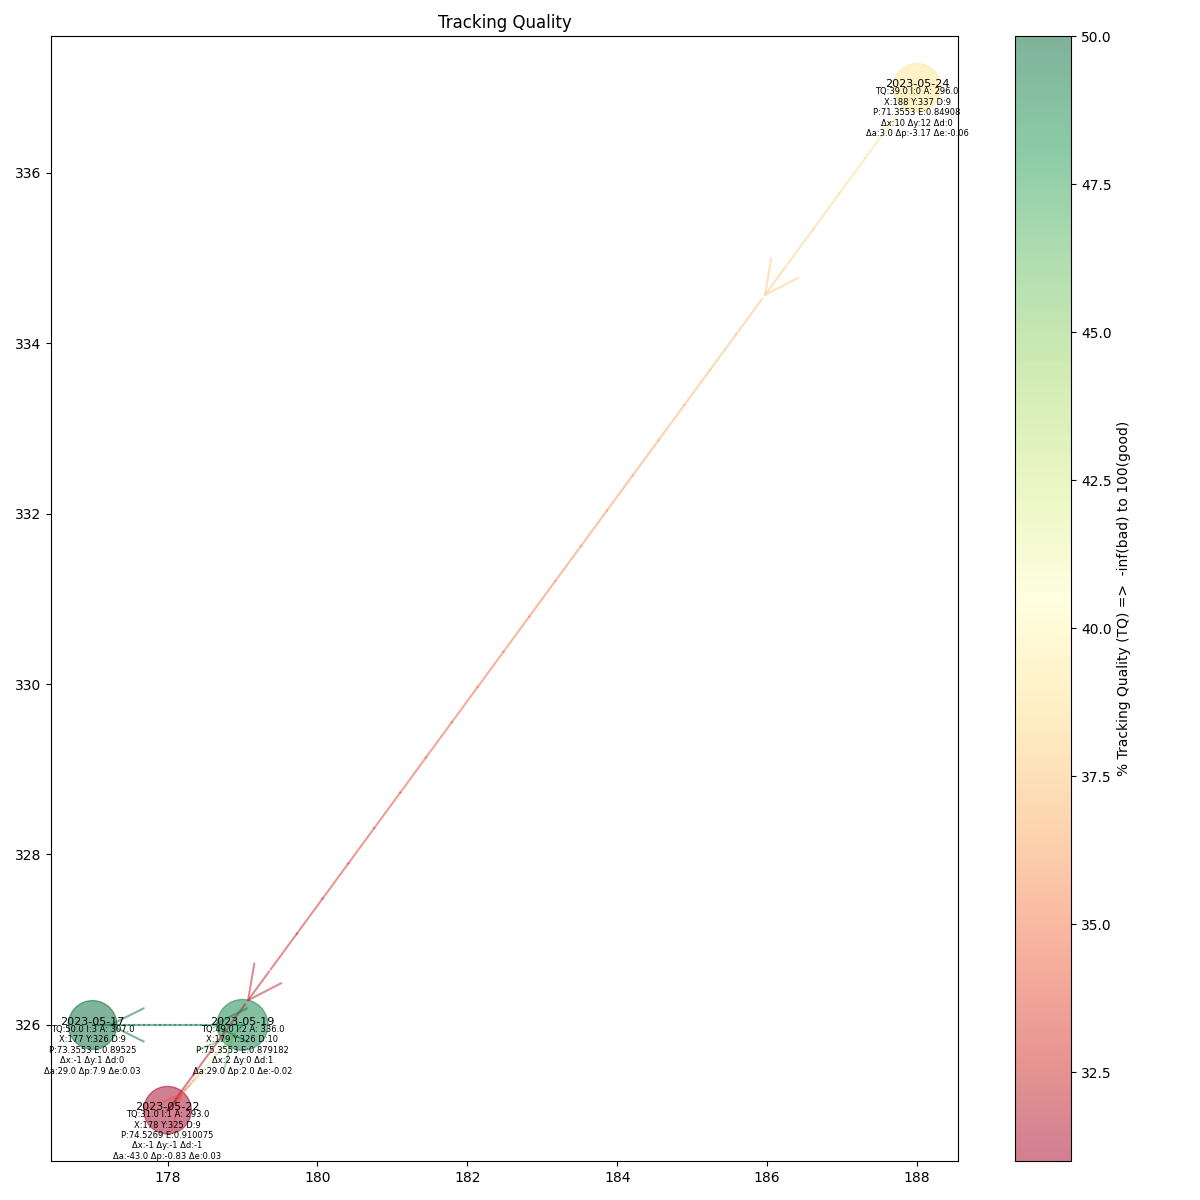 Tracking Quality
2023-05-24
TQ:39.0 I:0 A: 296.0
X:188 Y:337 D:9
P:71.3553 E:0.84908
Δx:10 Δy:12 Δd:0
Δa:3.0 Δp:-3.17 Δe:-0.06
2023-05-17
TQ:50.0 I:3 A: 307.0
X:177 Y:326 D:9
P:73.3553 E:0.89525
Δx:-1 Δy:1 Δd:0
Δa:29.0 Δp:7.9 Δe:0.03
2023-05-19
TQ:49.0 I:2 A: 336.0
X:179 Y:326 D:10
P:75.3553 E:0.879182
Δx:2 Δy:0 Δd:1
Δa:29.0 Δp:2.0 Δe:-0.02
2023-05-22
TQ:31.0 I:1 A: 293.0
X:178 Y:325 D:9
P:74.5269 E:0.910075
Δx:-1 Δy:-1 Δd:-1
Δa:-43.0 Δp:-0.83 Δe:0.03
336
334
332
330
328
326
178
180
182
184
186
188
50.0
47.5
45.0
42.5
40.0
37.5
35.0
32.5
% Tracking Quality (TQ) => -inf(bad) to 100(good)